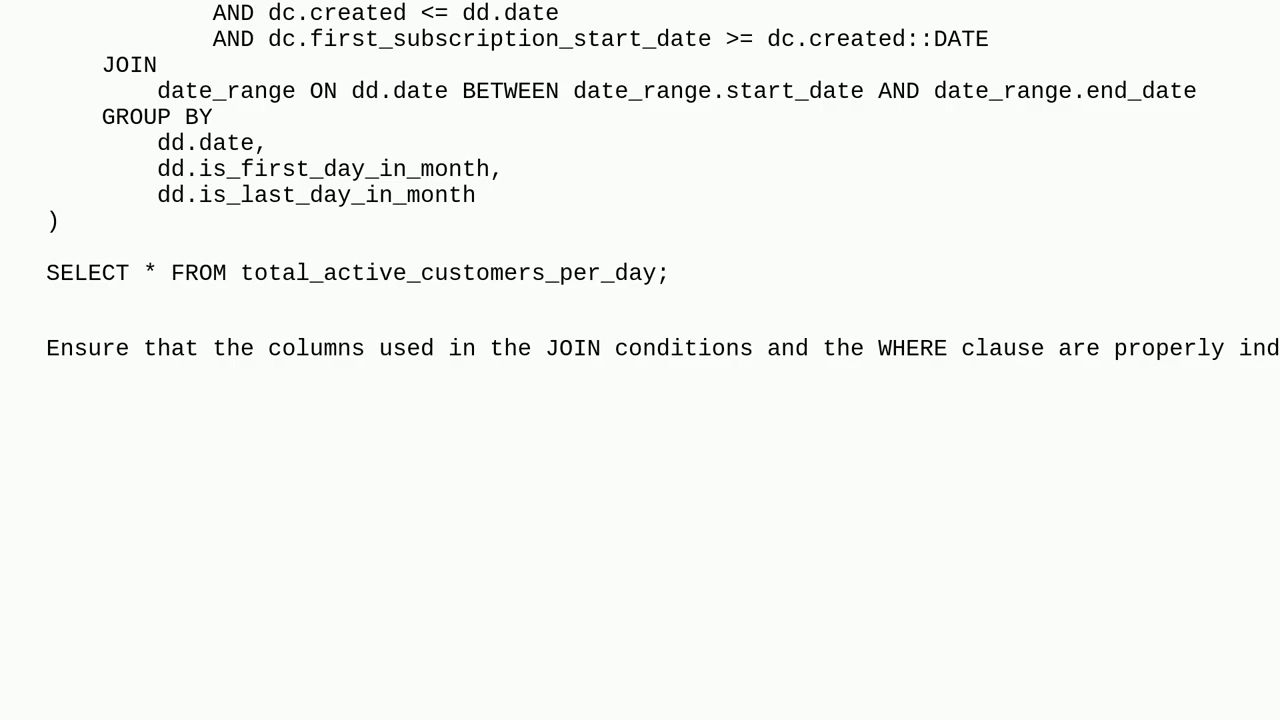 AND dc.created <= dd.date
AND dc.first_subscription_start_date >= dc.created::DATE
JOIN
date_range ON dd.date BETWEEN date_range.start_date AND date_range.end_date
GROUP BY
dd.date,
dd.is_first_day_in_month,
dd.is_last_day_in_month
)
SELECT * FROM total_active_customers_per_day;
Ensure that the columns used in the JOIN conditions and the WHERE clause are properly ind